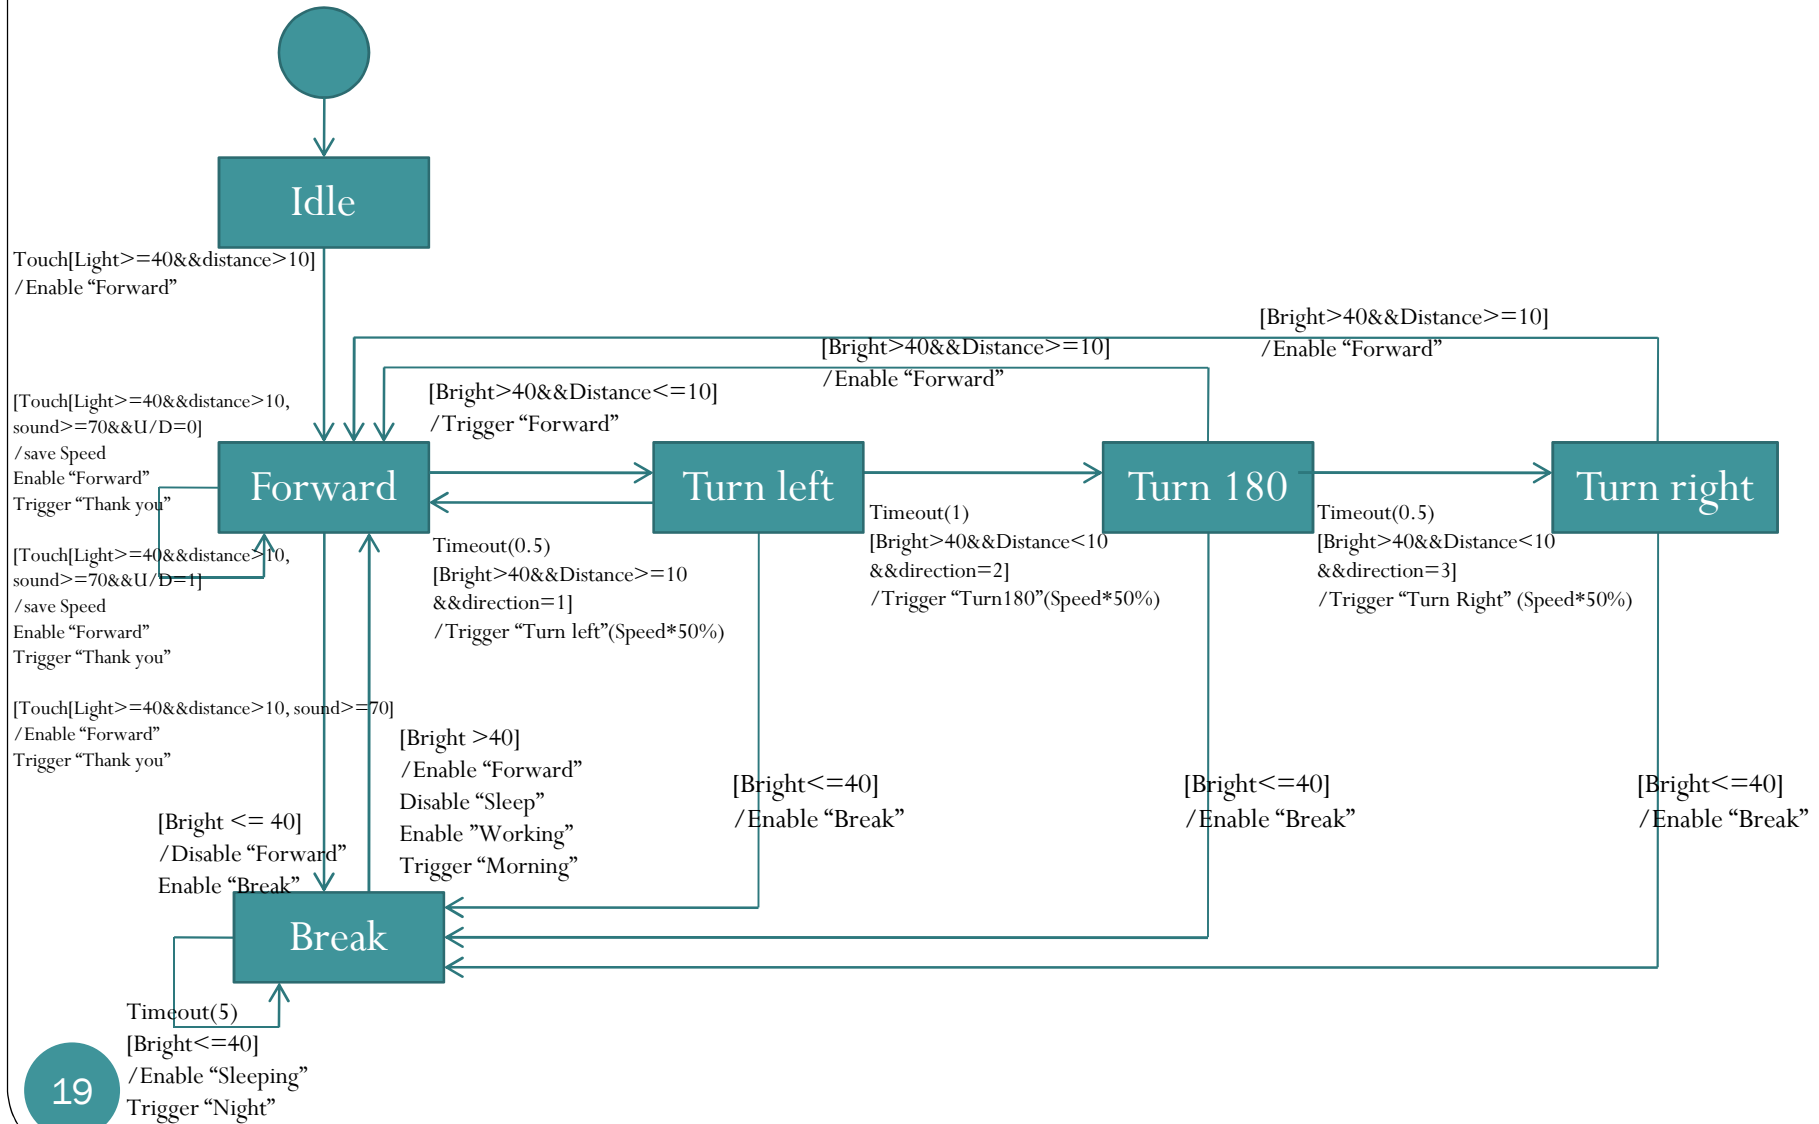 Idle
Touch[Light>=40&&distance>10]
/Enable “Forward”
[Bright>40&&Distance>=10]
/Enable “Forward”
[Bright>40&&Distance>=10]
/Enable “Forward”
[Bright>40&&Distance<=10]
/Trigger “Forward”
[Touch[Light>=40&&distance>10,
sound>=70&&U/D=0]
/save Speed
Enable “Forward”
Trigger “Thank you”
Forward
Turn left
Turn 180
Turn right
[Touch[Light>=40&&distance>10,
sound>=70&&U/D=1]
/save Speed
Enable “Forward”
Trigger “Thank you”
Timeout(0.5)
[Bright>40&&Distance>=10
&&direction=1]
/Trigger “Turn left”(Speed*50%)
Timeout(1)
[Bright>40&&Distance<10
&&direction=2]
/Trigger “Turn180”(Speed*50%)
Timeout(0.5)
[Bright>40&&Distance<10
&&direction=3]
/Trigger “Turn Right” (Speed*50%)
[Touch[Light>=40&&distance>10, sound>=70]
/Enable “Forward”
Trigger “Thank you”
[Bright >40]
/Enable “Forward”
Disable “Sleep”
Enable ”Working”
Trigger “Morning”
[Bright<=40]
/Enable “Break”
[Bright<=40]
/Enable “Break”
[Bright<=40]
/Enable “Break”
[Bright <= 40]
/Disable “Forward”
Enable “Break”
Break
Timeout(5)
[Bright<=40]
/Enable “Sleeping”
Trigger “Night”
19